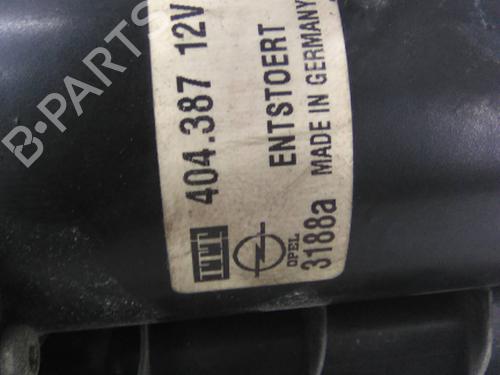 404.387 12V
ENTSTOERT
MADE IN GERMANY
OPEL
3188a
B-PARTS